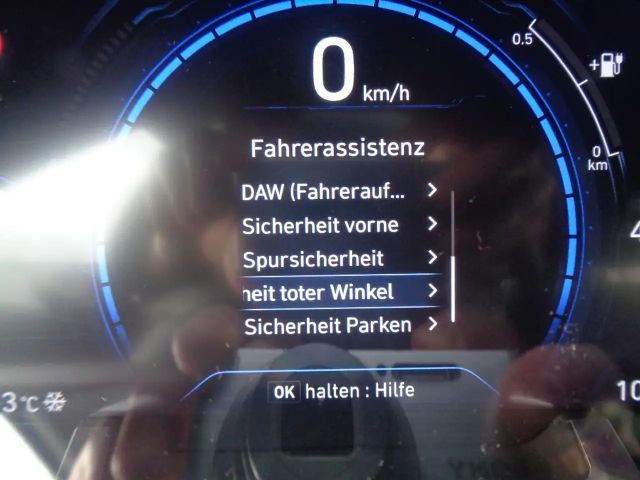 0 km/h
0.5
+
0
km
Fahrerassistenz
DAW (Fahrerauf... >
Sicherheit vorne >
Spursicherheit >
heit toter Winkel >
Sicherheit Parken >
OK halten : Hilfe
3°C
10
4